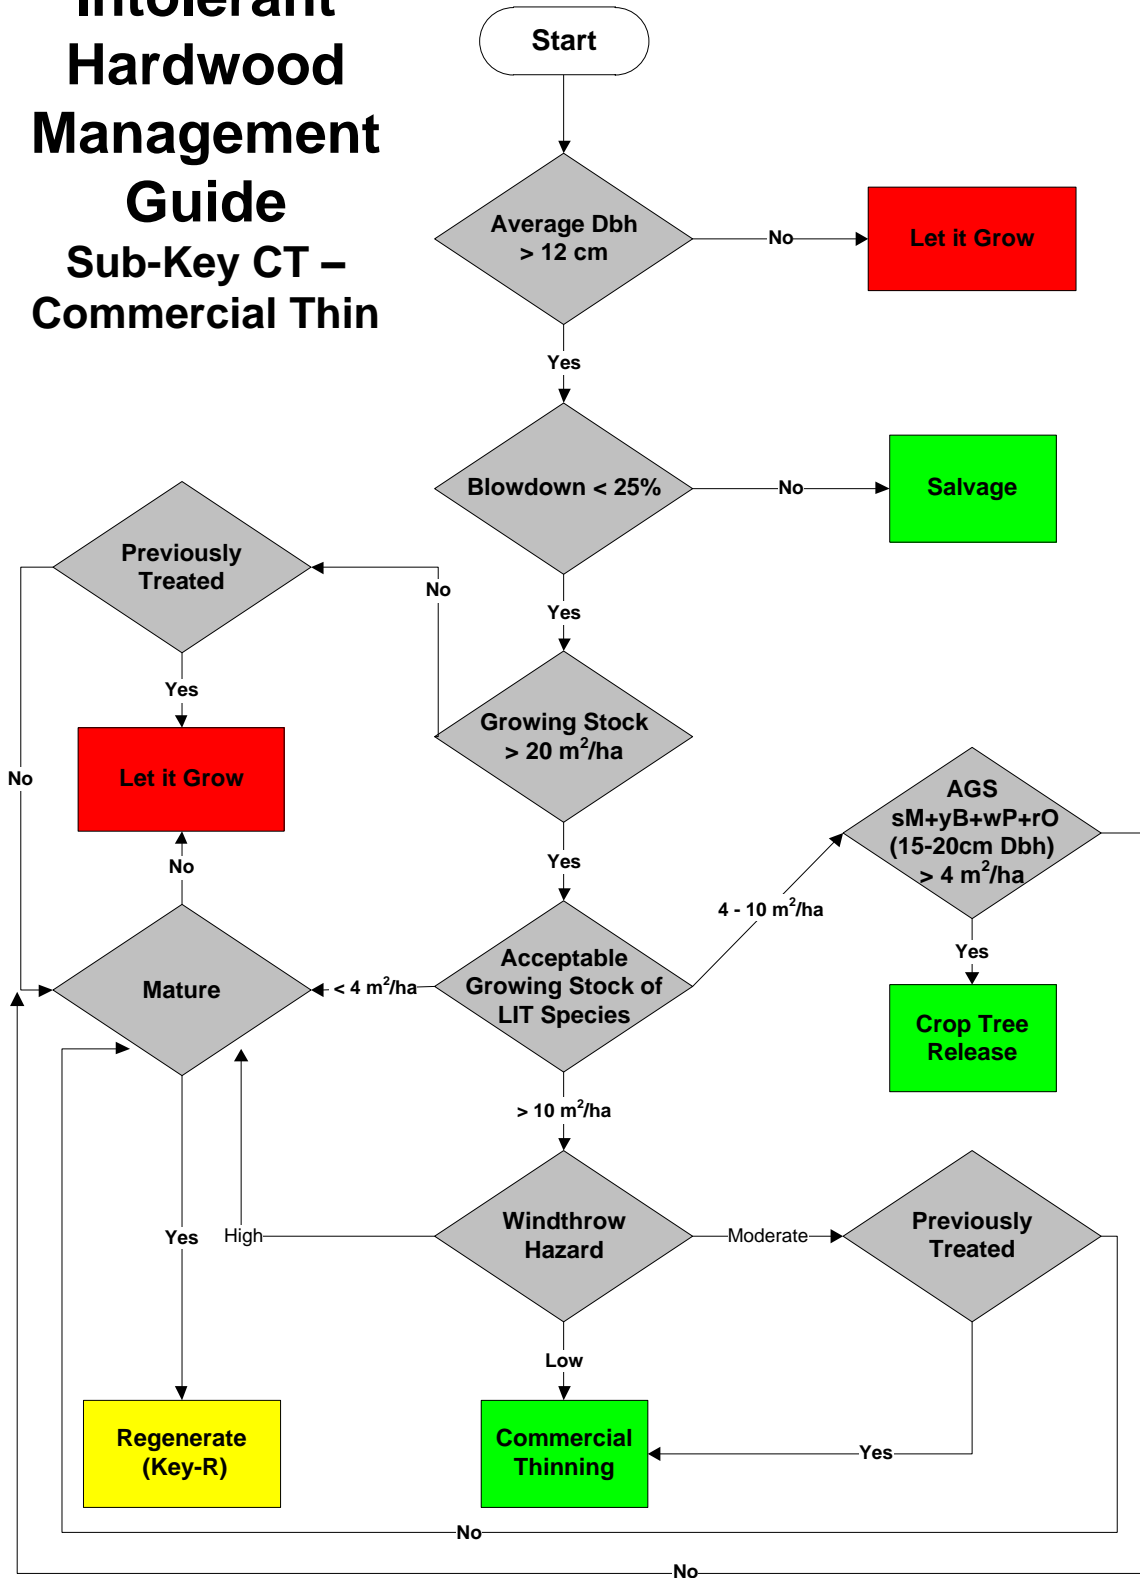 Intolerant
Hardwood
Management
Guide
Sub-Key CT –
Commercial Thin
Start
Average Dbh
> 12 cm
No
Let it Grow
Yes
Blowdown < 25%
No
Salvage
Yes
Previously
Treated
No
Yes
No
Growing Stock
> 20 m²/ha
Let it Grow
No
Yes
AGS
sM+yB+wP+rO
(15-20cm Dbh)
> 4 m²/ha
4 - 10 m²/ha
Yes
Acceptable
Growing Stock of
LIT Species
< 4 m²/ha
Mature
Crop Tree
Release
> 10 m²/ha
Windthrow
Hazard
High
Moderate
Previously
Treated
Yes
Low
Regenerate
(Key-R)
Commercial
Thinning
Yes
No
No